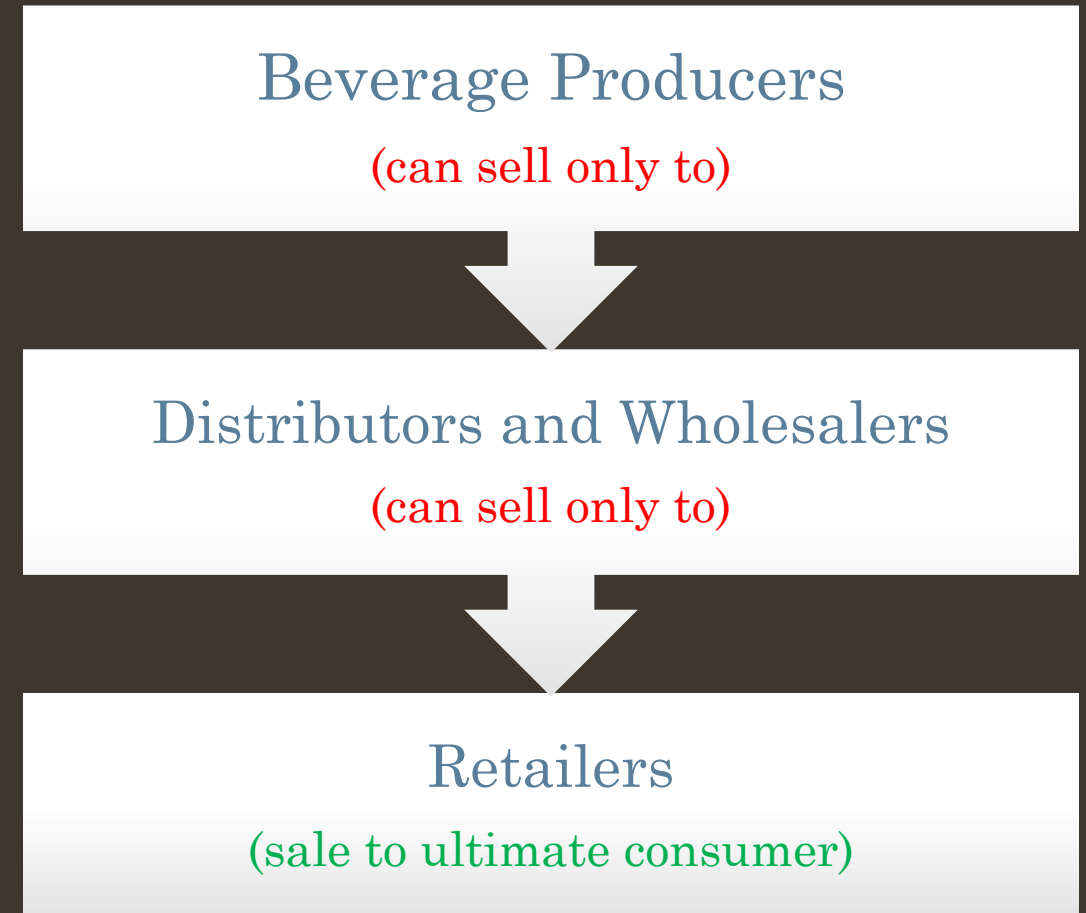 Beverage Producers
(can sell only to)
Distributors and Wholesalers
(can sell only to)
Retailers
(sale to ultimate consumer)